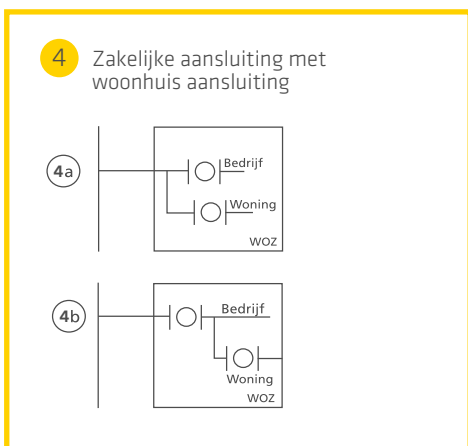 4 Zakelijke aansluiting met
woonhuis aansluiting
4a
Bedrijf
Woning
WOZ
4b
Bedrijf
Woning
WOZ